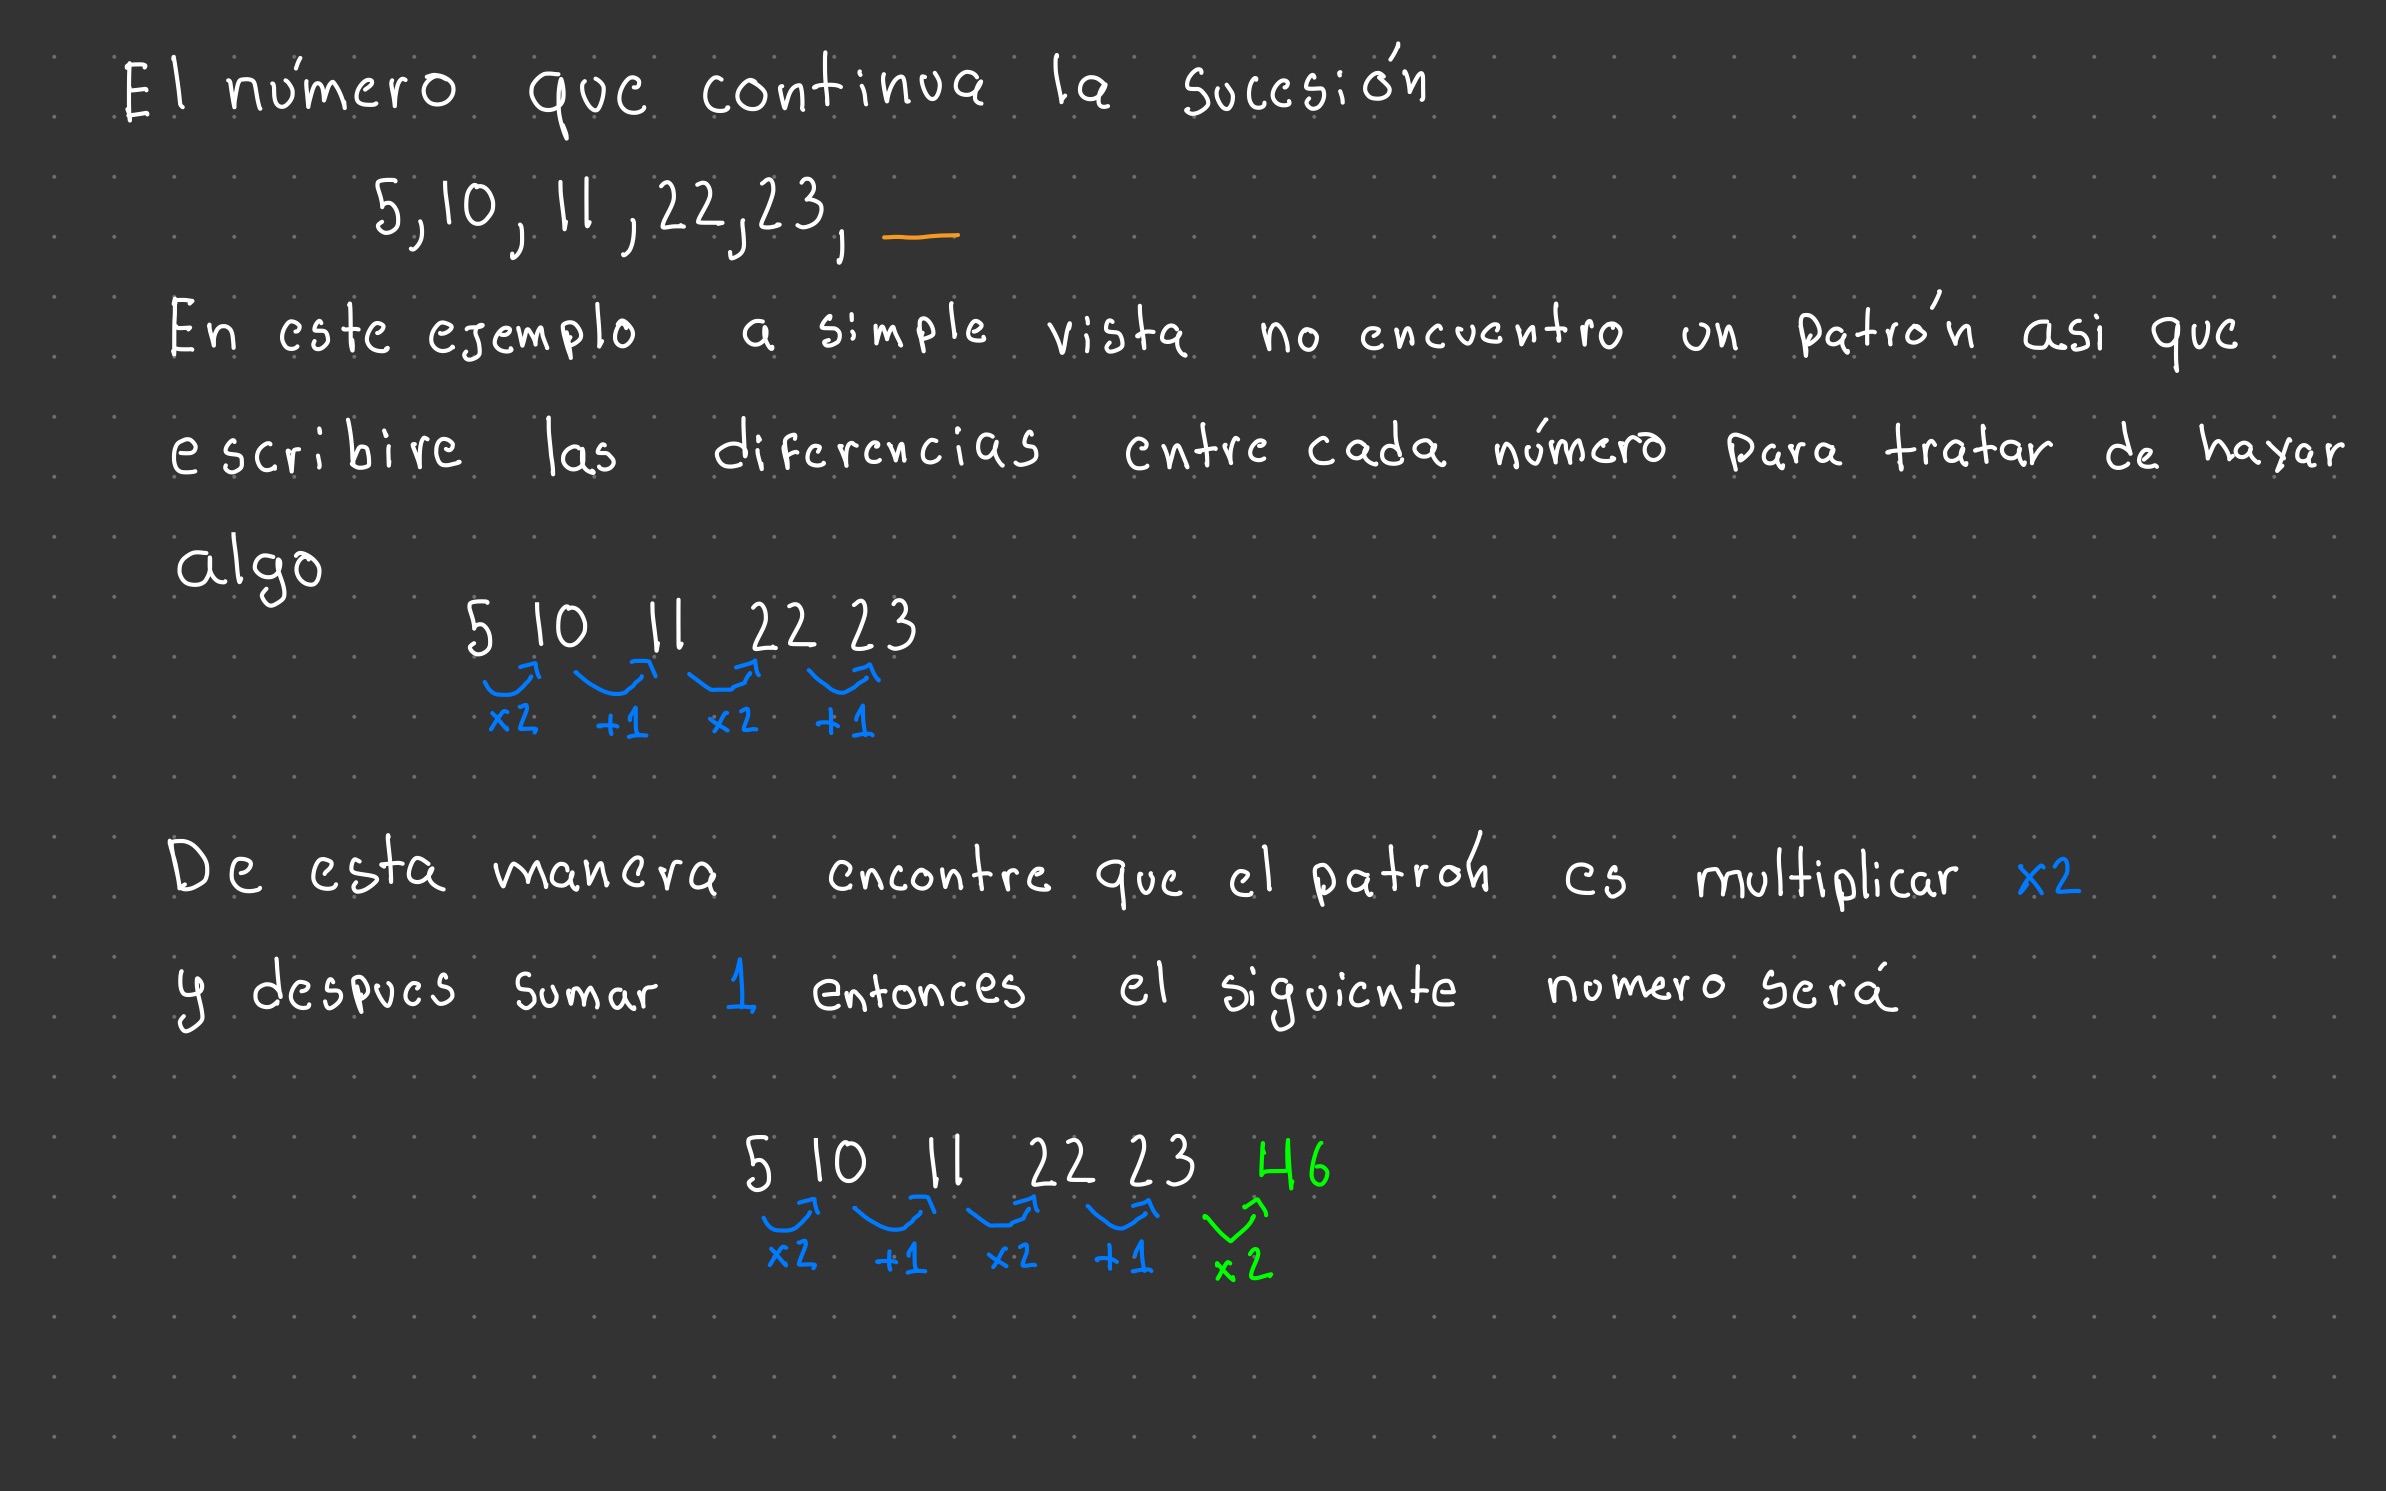 El número que continua la sucesión
5, 10, 11, 22, 23, __
En este ejemplo a simple vista no encuentro un patrón asi que
escribire las diferencias entre cada número para tratar de hayar
algo
5 10 11 22 23
x2 +1 x2 +1
De esta manera encontre que el patrón es multiplicar x2
y despues sumar 1 entonces el siguiente numero será
5 10 11 22 23 46
x2 +1 x2 +1 x2